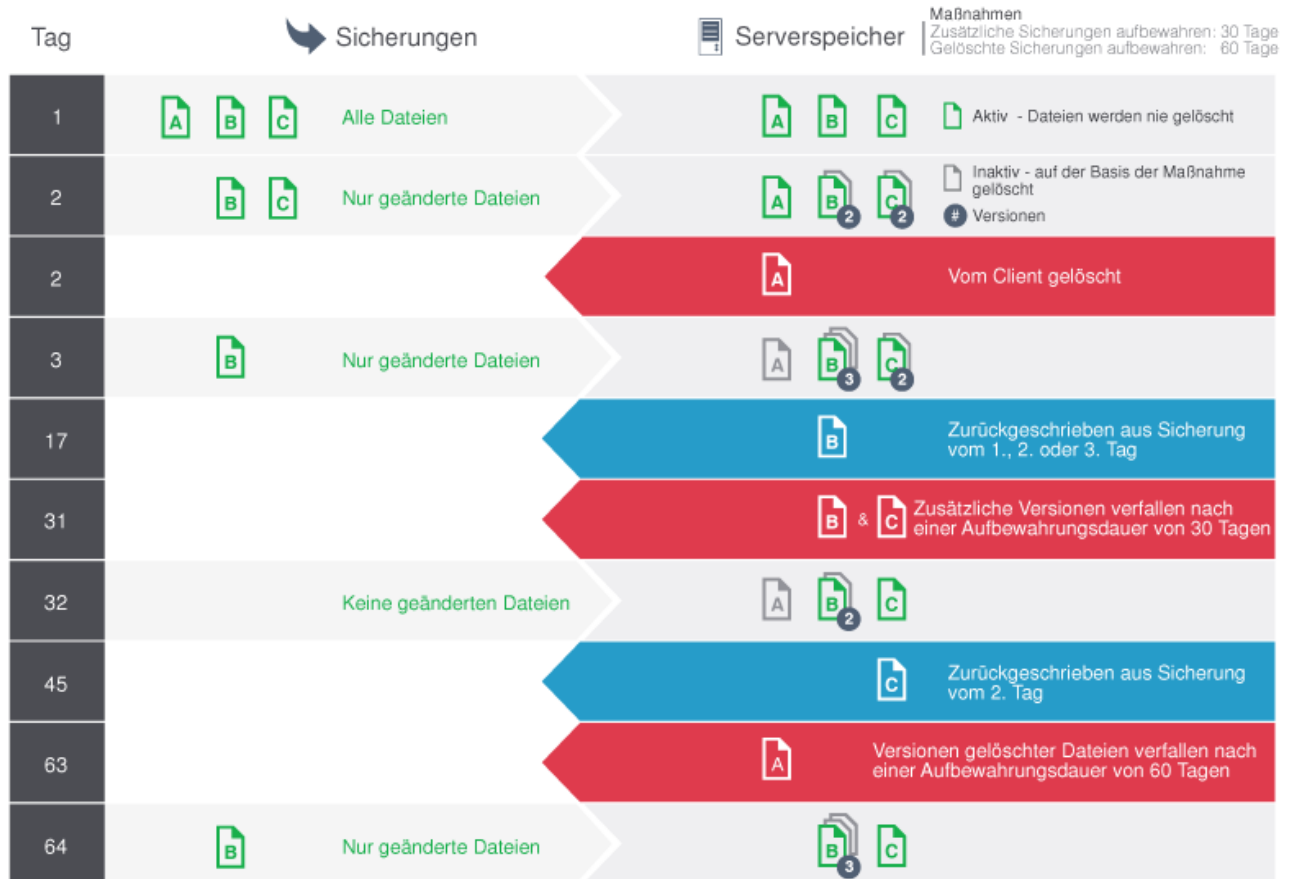 Tag
Sicherungen
Serverspeicher
Maßnahmen
Zusätzliche Sicherungen aufbewahren: 30 Tage
Gelöschte Sicherungen aufbewahren: 60 Tage
1
A B C
Alle Dateien
A B C
Aktiv - Dateien werden nie gelöscht
2
B C
Nur geänderte Dateien
A B 2 C 2
Inaktiv - auf der Basis der Maßnahme
gelöscht
# Versionen
2
A
Vom Client gelöscht
3
B
Nur geänderte Dateien
A B 3 C 2
17
B
Zurückgeschrieben aus Sicherung
vom 1., 2. oder 3. Tag
31
B & C
Zusätzliche Versionen verfallen nach
einer Aufbewahrungsdauer von 30 Tagen
32
Keine geänderten Dateien
A B 2 C
45
C
Zurückgeschrieben aus Sicherung
vom 2. Tag
63
A
Versionen gelöschter Dateien verfallen nach
einer Aufbewahrungsdauer von 60 Tagen
64
B
Nur geänderte Dateien
B 3 C